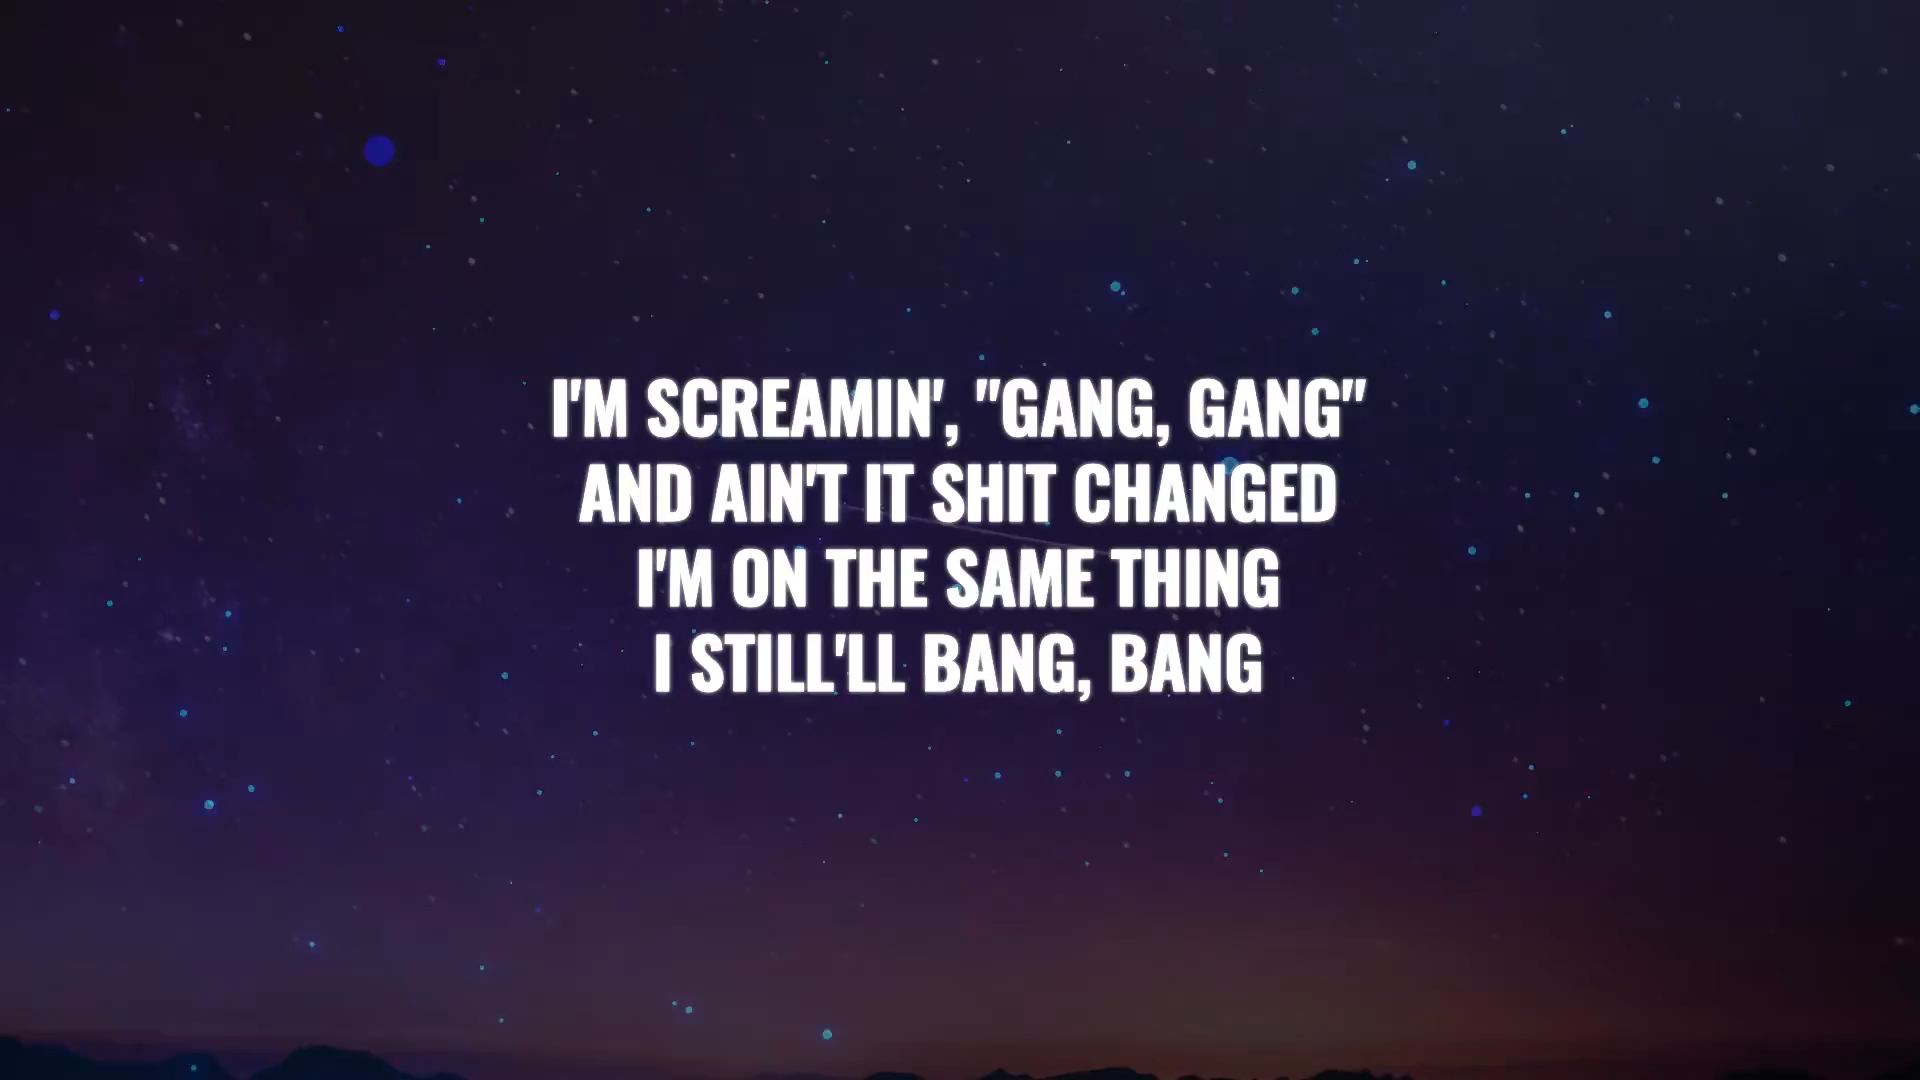 I'M SCREAMIN', "GANG, GANG"
AND AIN'T IT SHIT CHANGED
I'M ON THE SAME THING
I STILL'LL BANG, BANG